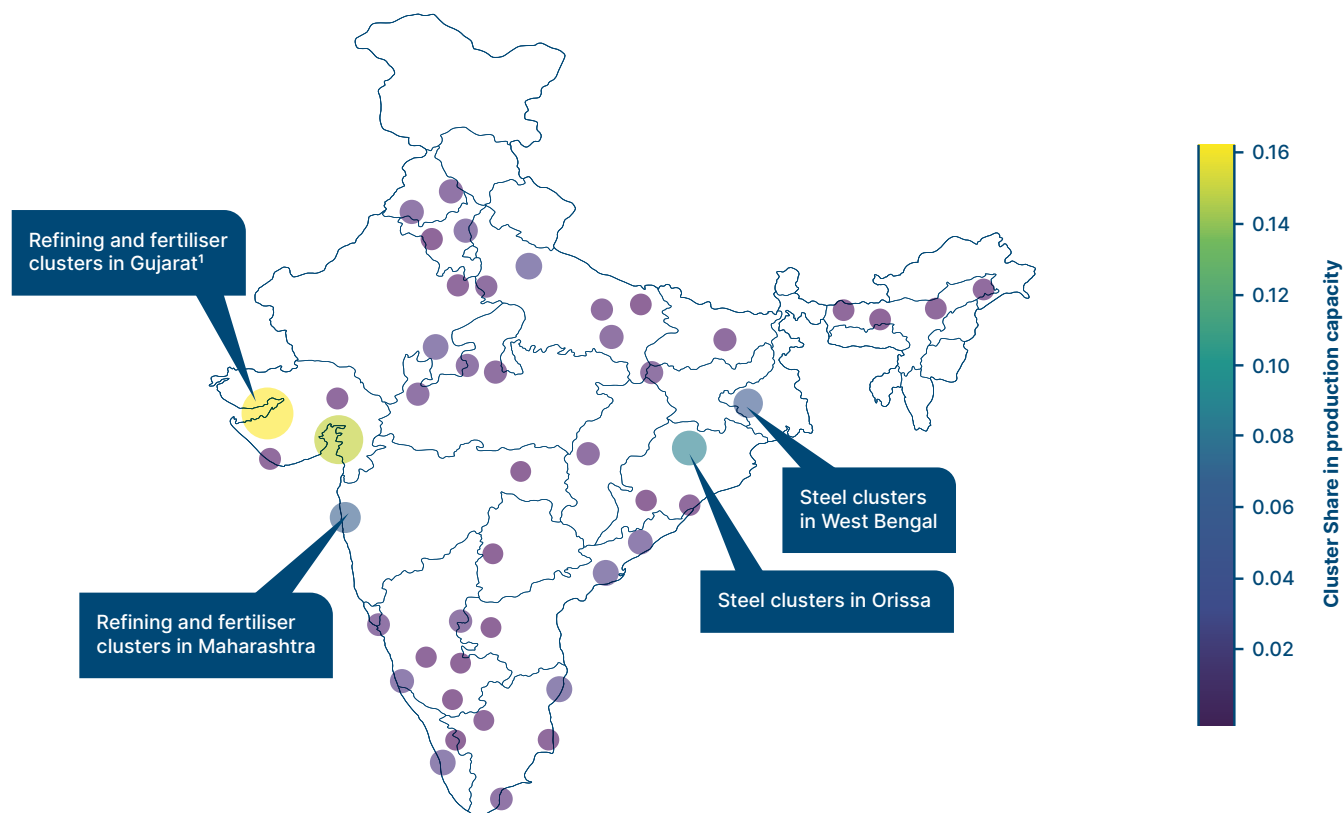 Refining and fertiliser
clusters in Gujarat¹
Steel clusters
in West Bengal
Steel clusters in Orissa
Refining and fertiliser
clusters in Maharashtra
0.16
0.14
0.12
0.10
0.08
0.06
0.04
0.02
Cluster Share in production capacity